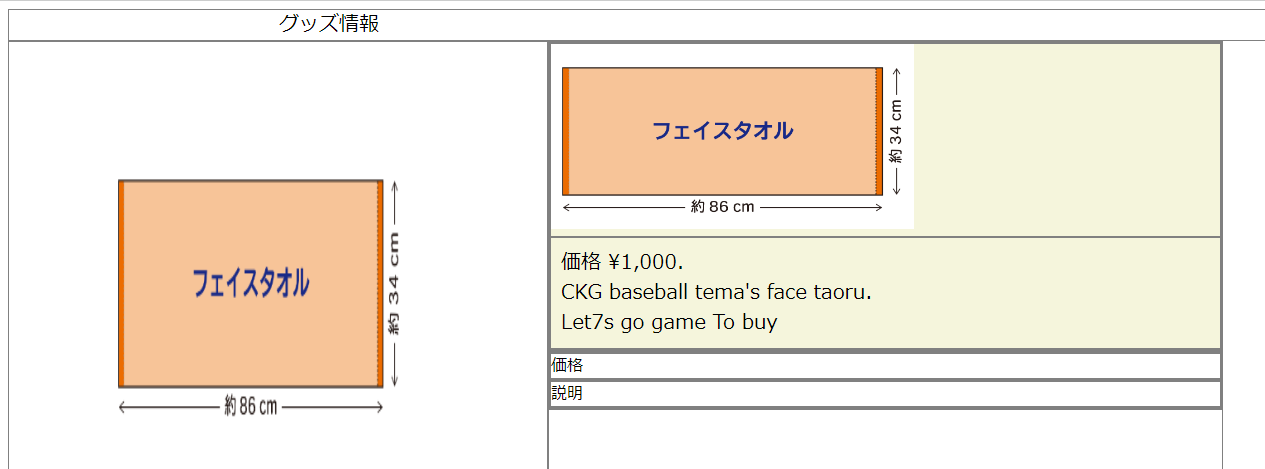 グッズ情報
フェイスタオル
約 34 cm
約 86 cm
フェイスタオル
約 34 cm
約 86 cm
価格 ¥1,000.
CKG baseball tema's face taoru.
Let7s go game To buy
価格
説明